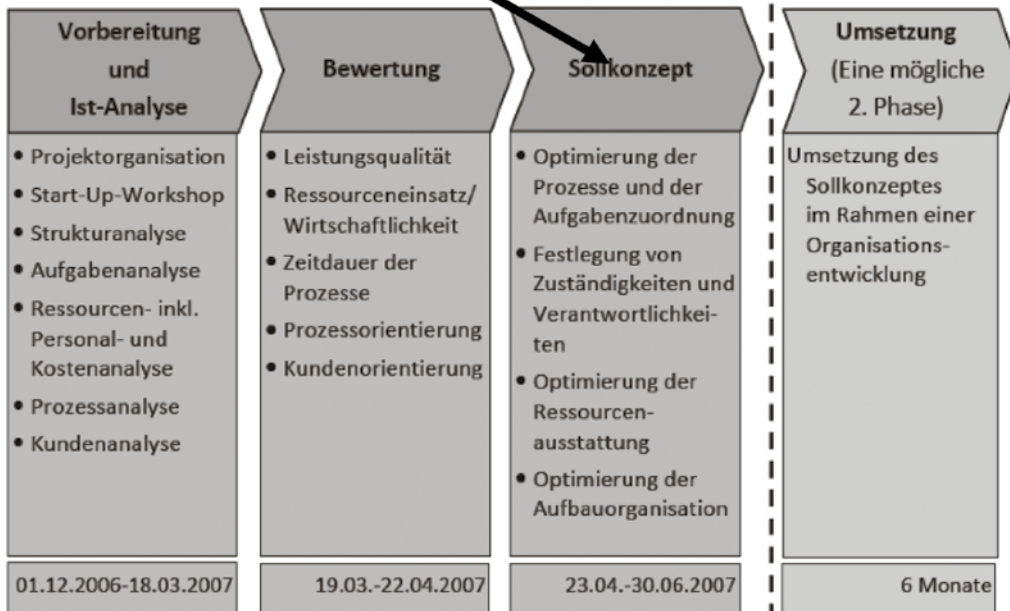 Vorbereitung
und
Ist-Analyse
• Projektorganisation
• Start-Up-Workshop
• Strukturanalyse
• Aufgabenanalyse
• Ressourcen- inkl.
Personal- und
Kostenanalyse
• Prozessanalyse
• Kundenanalyse
01.12.2006-18.03.2007
Bewertung
• Leistungsqualität
• Ressourceneinsatz/
Wirtschaftlichkeit
• Zeitdauer der
Prozesse
• Prozessorientierung
• Kundenorientierung
19.03.-22.04.2007
Sollkonzept
• Optimierung der
Prozesse und der
Aufgabenzuordnung
• Festlegung von
Zuständigkeiten und
Verantwortlichkei-
ten
• Optimierung der
Ressourcen-
ausstattung
• Optimierung der
Aufbauorganisation
23.04.-30.06.2007
Umsetzung
(Eine mögliche
2. Phase)
Umsetzung des
Sollkonzeptes
im Rahmen einer
Organisations-
entwicklung
6 Monate